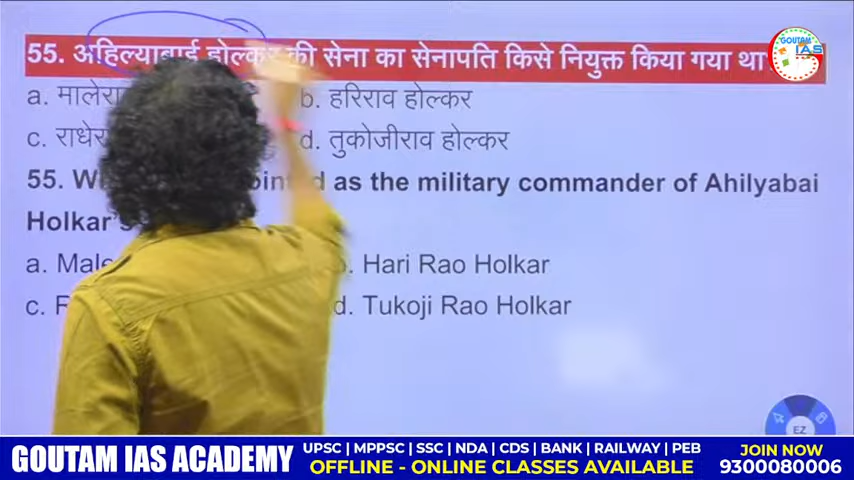 55. अहिल्याबाई होल्कर की सेना का सेनापति किसे नियुक्त किया गया था
a. b. हरिराव होल्कर
c. d. तुकोजीराव होल्कर
55. as the military commander of Ahilyabai
Holkar's
a. Hari Rao Holkar
c. d. Tukoji Rao Holkar
GOUTAM
IAS
EZ
GOUTAM IAS ACADEMY
UPSC | MPPSC | SSC | NDA | CDS | BANK | RAILWAY | PEB
OFFLINE - ONLINE CLASSES AVAILABLE
JOIN NOW
9300080006